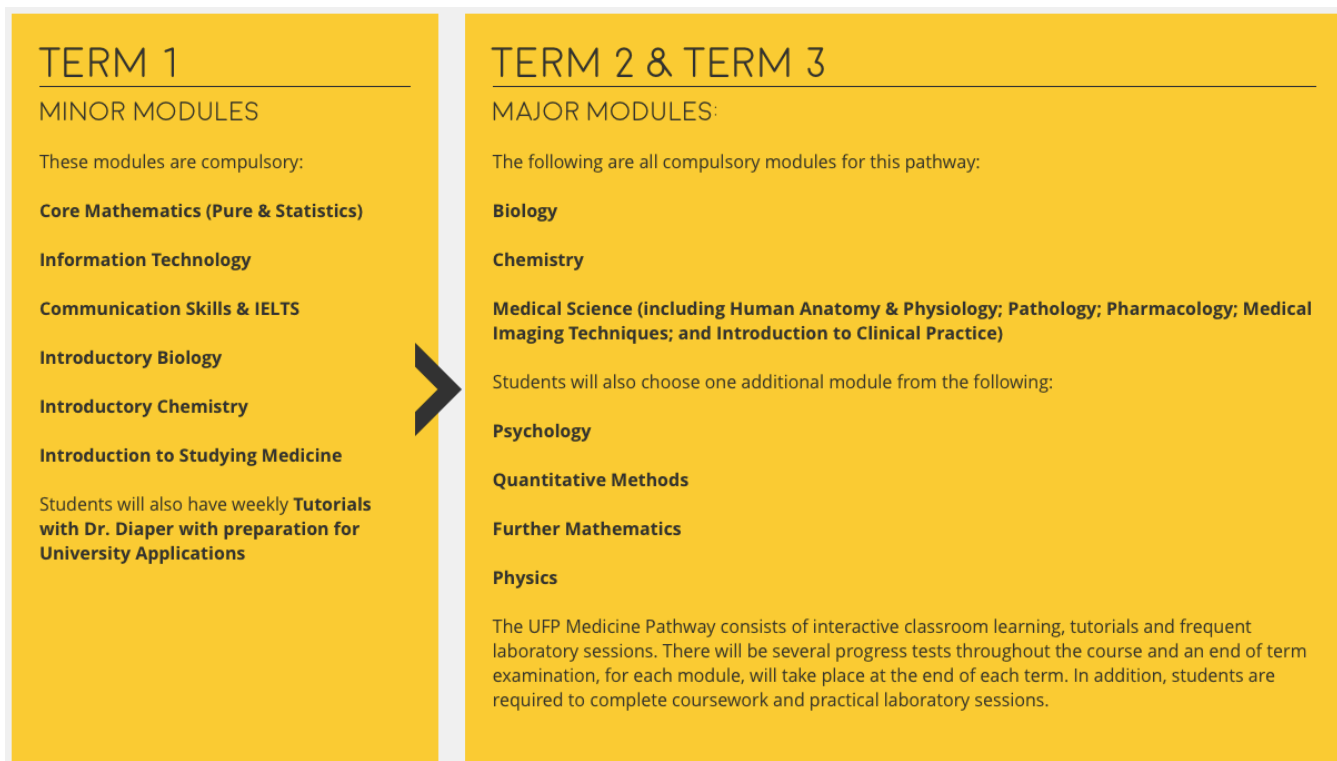 TERM 1
MINOR MODULES
These modules are compulsory:
Core Mathematics (Pure & Statistics)
Information Technology
Communication Skills & IELTS
Introductory Biology
Introductory Chemistry
Introduction to Studying Medicine
Students will also have weekly Tutorials
with Dr. Diaper with preparation for
University Applications
TERM 2 & TERM 3
MAJOR MODULES:
The following are all compulsory modules for this pathway:
Biology
Chemistry
Medical Science (including Human Anatomy & Physiology; Pathology; Pharmacology; Medical
Imaging Techniques; and Introduction to Clinical Practice)
Students will also choose one additional module from the following:
Psychology
Quantitative Methods
Further Mathematics
Physics
The UFP Medicine Pathway consists of interactive classroom learning, tutorials and frequent
laboratory sessions. There will be several progress tests throughout the course and an end of term
examination, for each module, will take place at the end of each term. In addition, students are
required to complete coursework and practical laboratory sessions.